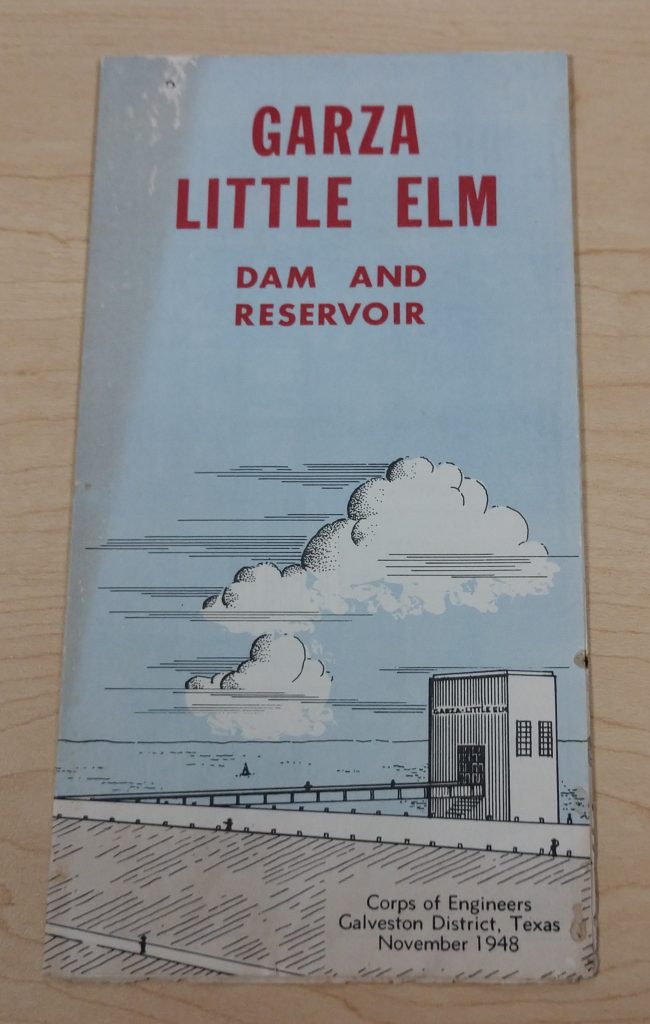 GARZA
LITTLE ELM
DAM AND
RESERVOIR
GARZA-LITTLE ELM
Corps of Engineers
Galveston District, Texas
November 1948